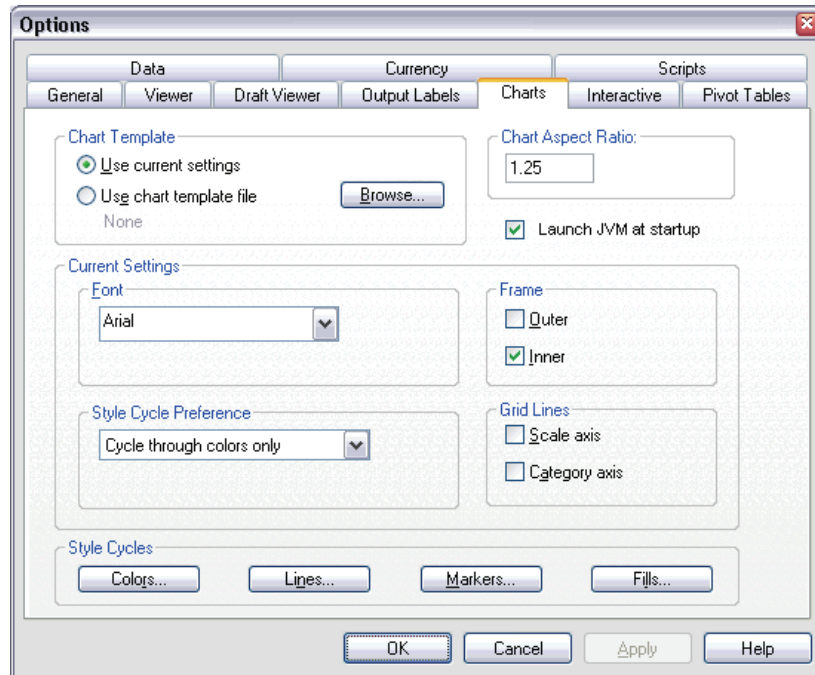 Options
Data Currency Scripts
General Viewer Draft Viewer Output Labels Charts Interactive Pivot Tables
Chart Template
Use current settings
Use chart template file
Browse...
None
Chart Aspect Ratio:
1.25
Launch JVM at startup
Current Settings
Font
Arial
Frame
Outer
Inner
Style Cycle Preference
Cycle through colors only
Grid Lines
Scale axis
Category axis
Style Cycles
Colors... Lines... Markers... Fills...
OK Cancel Apply Help